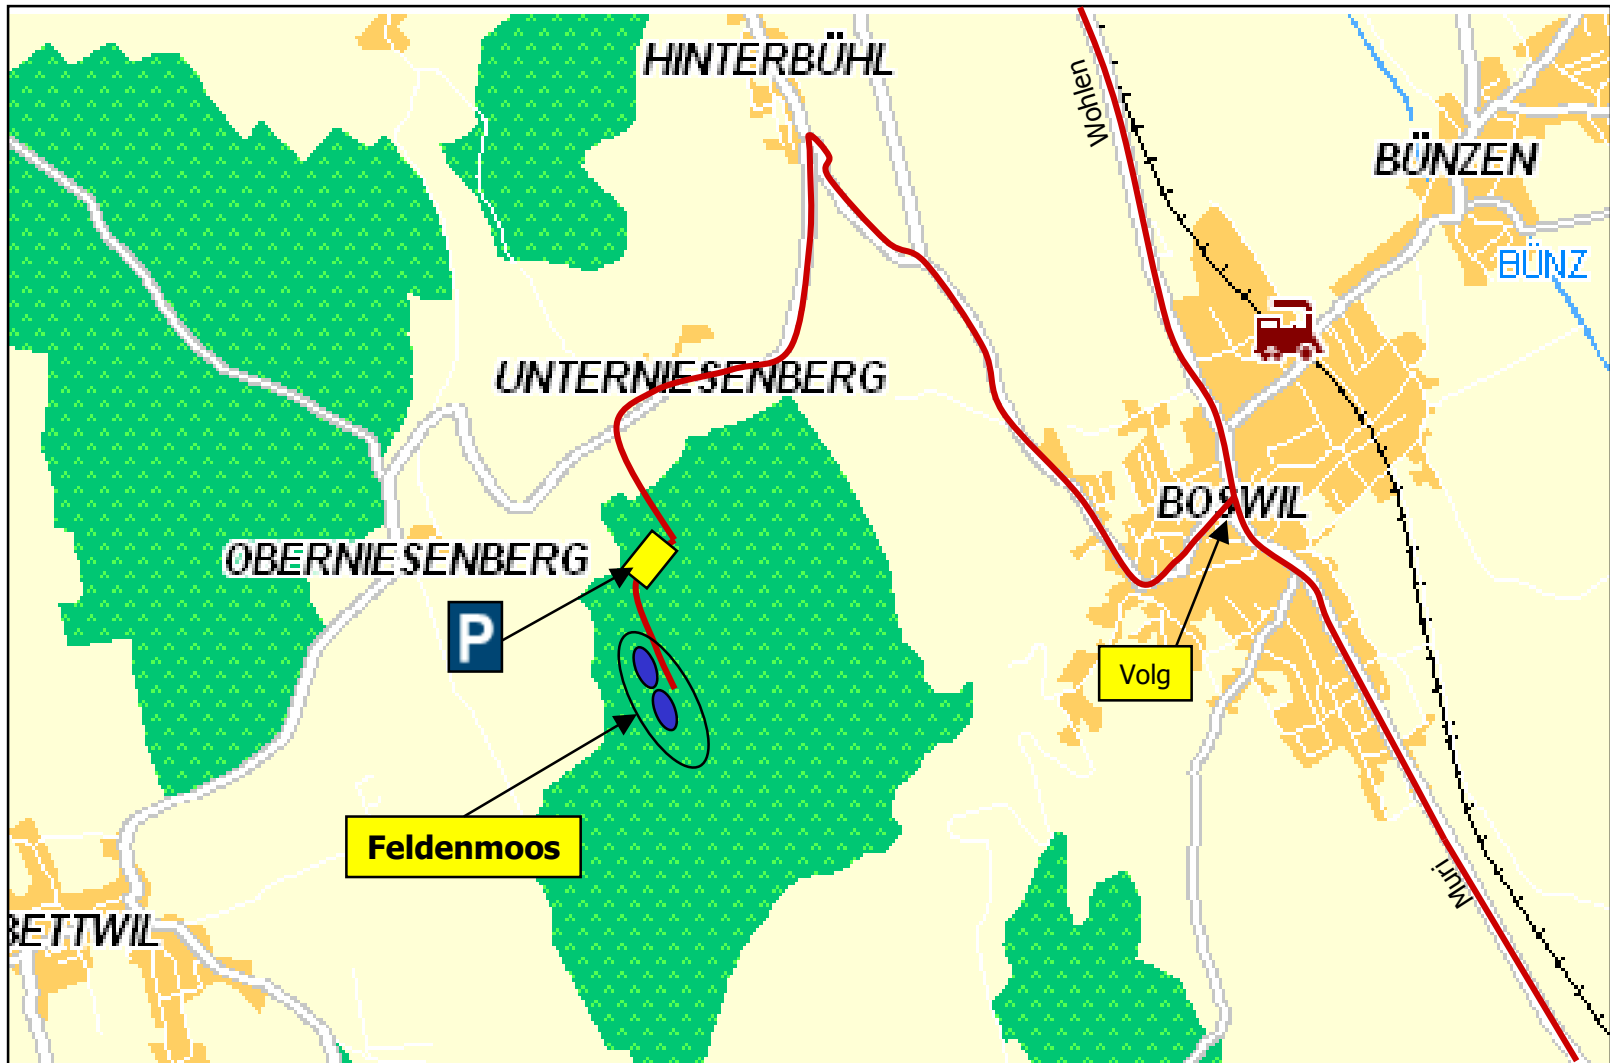 HINTERBÜHL
Wohlen
BÜNZEN
BÜNZ
UNTERNIESENBERG
BOSWIL
OBERNIESENBERG
P
Volg
Feldenmoos
Muri
BETTWIL